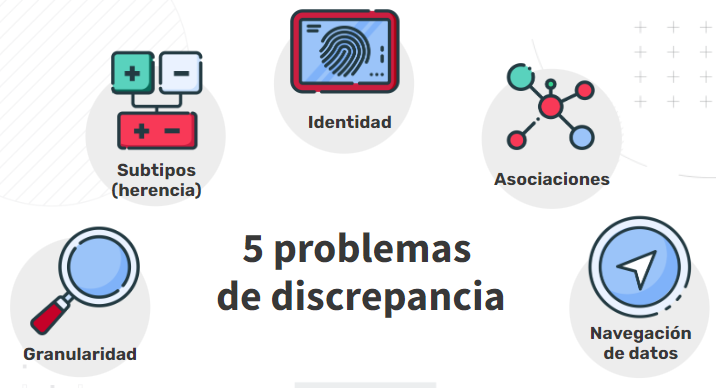 Identidad
Subtipos
(herencia)
Asociaciones
5 problemas
de discrepancia
Granularidad
Navegación
de datos